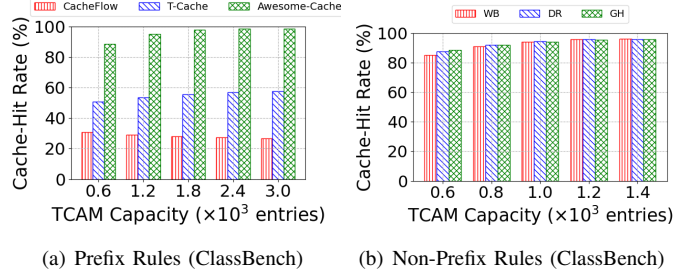 CacheFlow T-Cache Awesome-Cache
Cache-Hit Rate (%)
100
80
60
40
20
0
0.6 1.2 1.8 2.4 3.0
TCAM Capacity (×10³ entries)
(a) Prefix Rules (ClassBench)
WB DR GH
Cache-Hit Rate (%)
100
80
60
40
20
0
0.6 0.8 1.0 1.2 1.4
TCAM Capacity (×10³ entries)
(b) Non-Prefix Rules (ClassBench)